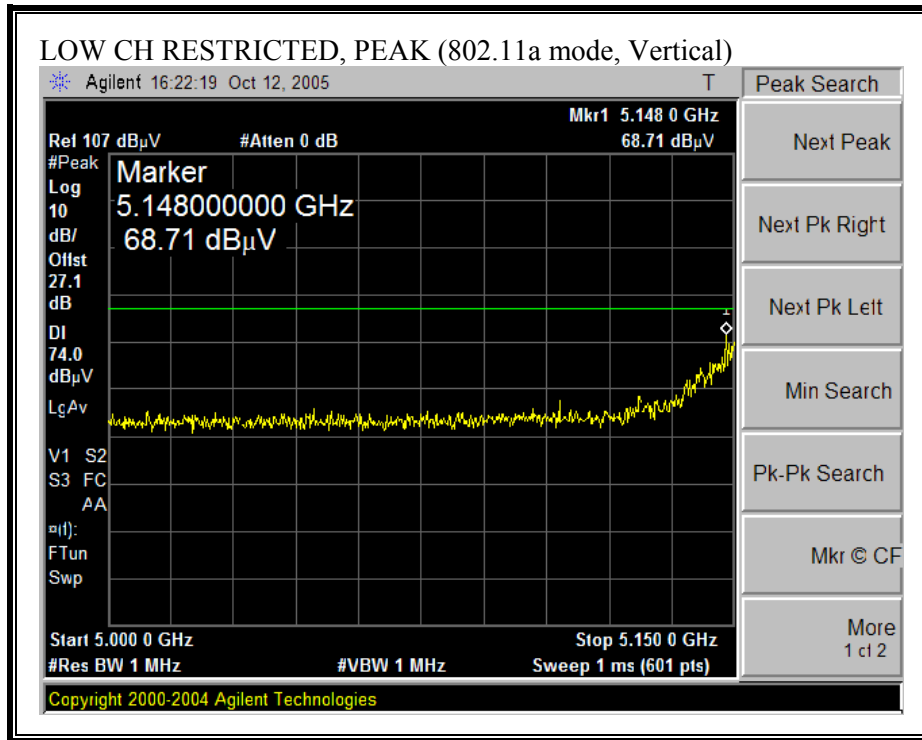 LOW CH RESTRICTED, PEAK (802.11a mode, Vertical)
Agilent 16:22:19 Oct 12, 2005 T
Peak Search
Mkr1 5.148 0 GHz
Ref 107 dBµV #Atten 0 dB 68.71 dBµV
#Peak
Log
10
dB/
Offst
27.1
dB
DI
74.0
dBµV
LgAv
V1 S2
S3 FC
AA
¤(f):
FTun
Swp
Marker
5.148000000 GHz
68.71 dBµV
1
Start 5.000 0 GHz Stop 5.150 0 GHz
#Res BW 1 MHz #VBW 1 MHz Sweep 1 ms (601 pts)
Copyright 2000-2004 Agilent Technologies
Next Peak
Next Pk Right
Next Pk Left
Min Search
Pk-Pk Search
Mkr © CF
More
1 of 2